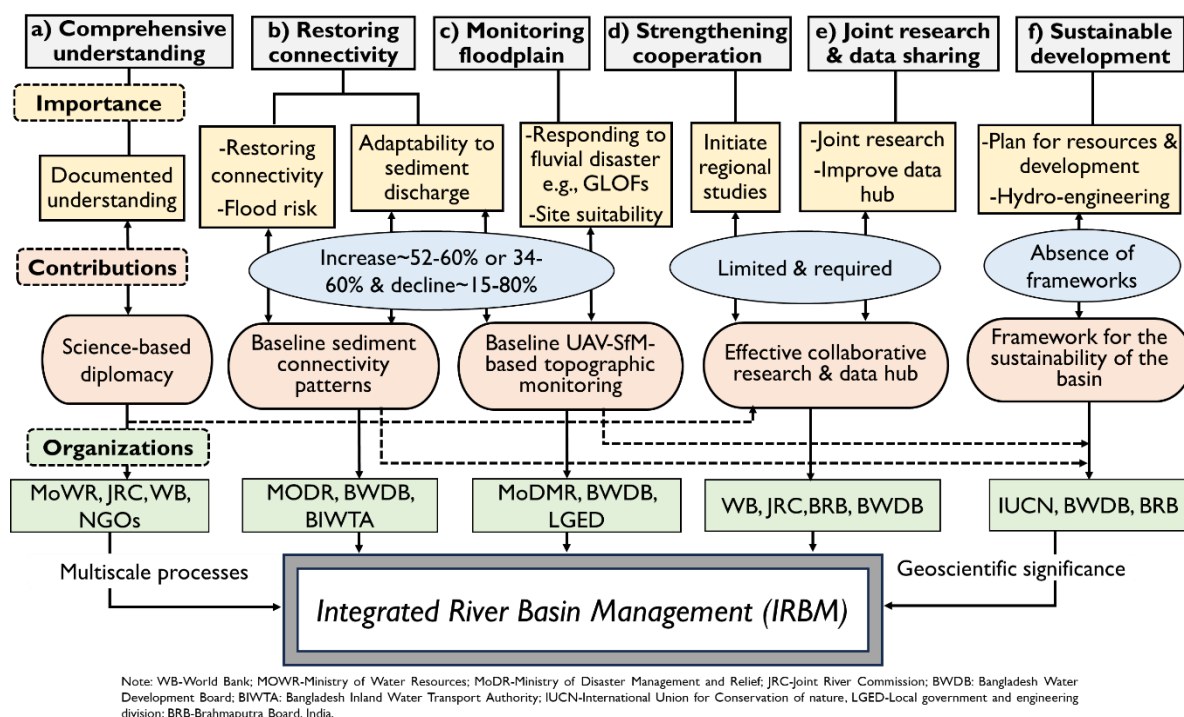 a) Comprehensive
understanding
b) Restoring
connectivity
c) Monitoring
floodplain
d) Strengthening
cooperation
e) Joint research
& data sharing
f) Sustainable
development
Importance
Documented
understanding
-Restoring
connectivity
-Flood risk
Adaptability to
sediment
discharge
-Responding to
fluvial disaster
e.g., GLOFs
-Site suitability
Initiate
regional
studies
-Joint research
-Improve data
hub
-Plan for resources &
development
-Hydro-engineering
Contributions
Increase~52-60% or 34-
60% & decline~15-80%
Limited & required
Absence of
frameworks
Science-based
diplomacy
Baseline sediment
connectivity
patterns
Baseline UAV-SfM-
based topographic
monitoring
Effective collaborative
research & data hub
Framework for the
sustainability of the
basin
Organizations
MoWR, JRC,WB,
NGOs
MODR, BWDB,
BIWTA
MoDMR, BWDB,
LGED
WB, JRC,BRB, BWDB
IUCN, BWDB, BRB
Multiscale processes
Geoscientific significance
Integrated River Basin Management (IRBM)
Note: WB-World Bank; MOWR-Ministry of Water Resources; MoDR-Ministry of Disaster Management and Relief; JRC-Joint River Commission; BWDB: Bangladesh Water
Development Board; BIWTA: Bangladesh Inland Water Transport Authority; IUCN-International Union for Conservation of nature, LGED-Local government and engineering
division; BRB-Brahmaputra Board, India.